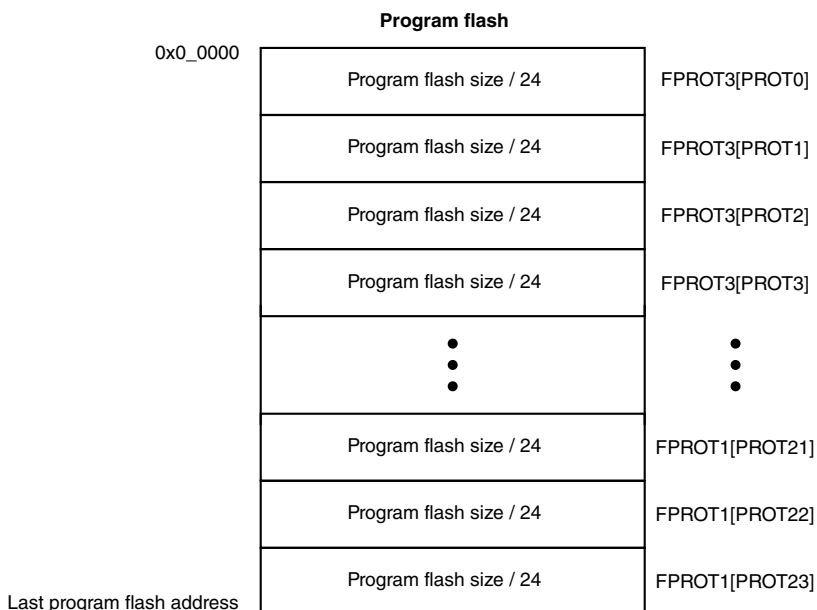 Program flash
0x0_0000
Program flash size / 24 FPROT3[PROT0]
Program flash size / 24 FPROT3[PROT1]
Program flash size / 24 FPROT3[PROT2]
Program flash size / 24 FPROT3[PROT3]
Program flash size / 24 FPROT1[PROT21]
Program flash size / 24 FPROT1[PROT22]
Program flash size / 24 FPROT1[PROT23]
Last program flash address